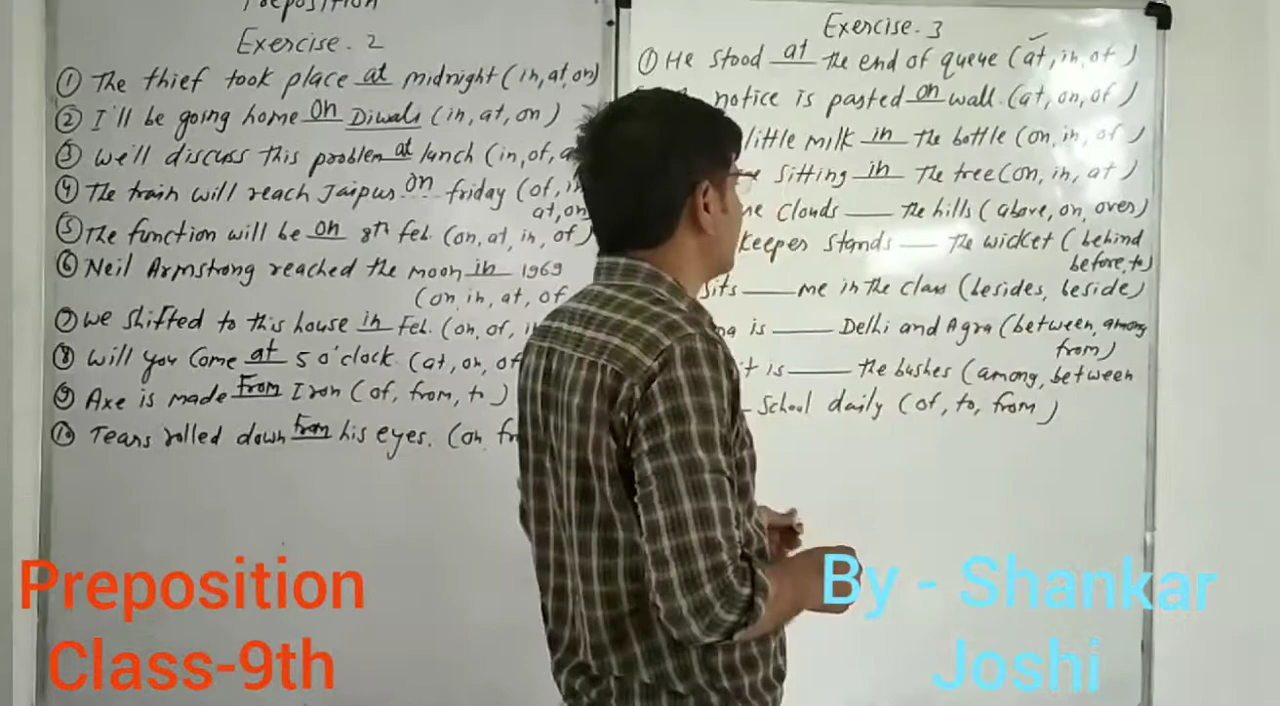 Preposition
Exercise. 2
① The thief took place at midnight (in, at, on)
② I'll be going home on Diwali (in, at, on)
③ we'll discuss this problem at lunch (in, of,
④ The train will reach Jaipur on friday (of,
at, on
⑤ The function will be on 8th feb. (on, at, in, of)
⑥ Neil Armstrong reached the moon in 1969
(on, in, at, of
⑦ we shifted to this house in Feb. (on, of,
⑧ will you come at 5 o'clock. (at, on, of
⑨ Axe is made From Iron (of, from, to)
⑩ Tears rolled down from his eyes. (on
Exercise. 3
① He stood at the end of queue (at, in, of)
notice is pasted on wall. (at, on, of)
little milk in the bottle (on, in, of)
sitting in the tree (on, in, at)
clouds ___ the hills (above, on, over)
keeper stands ___ the wicket (behind
before, to)
sits ___ me in the class (besides, beside)
is ___ Delhi and Agra (between, among
from)
is ___ the bushes (among, between
School daily (of, to, from)
Preposition
Class-9th
By - Shankar
Joshi